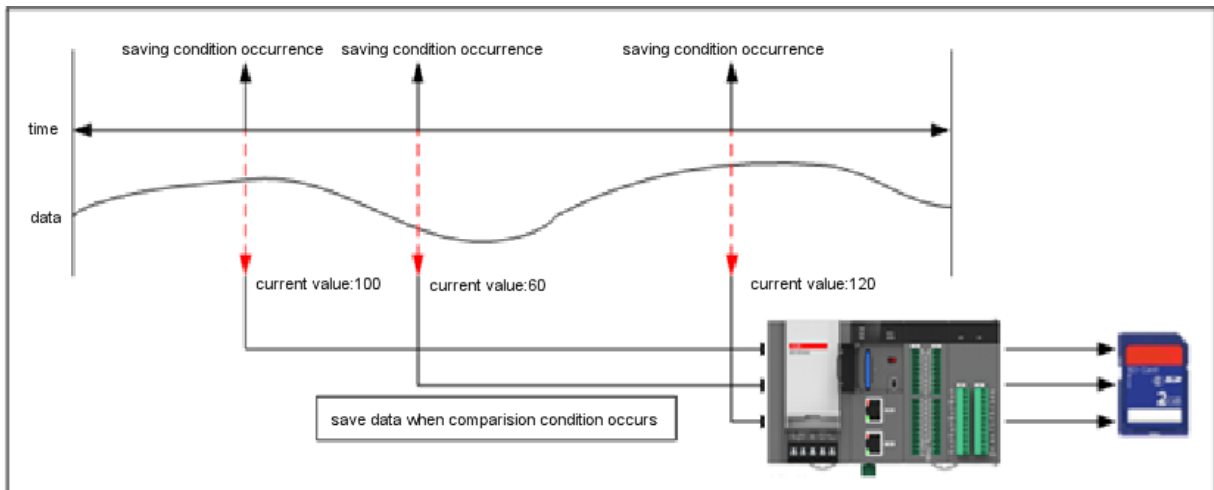 saving condition occurrence saving condition occurrence saving condition occurrence
time
data
current value:100 current value:60 current value:120
save data when comparision condition occurs
2